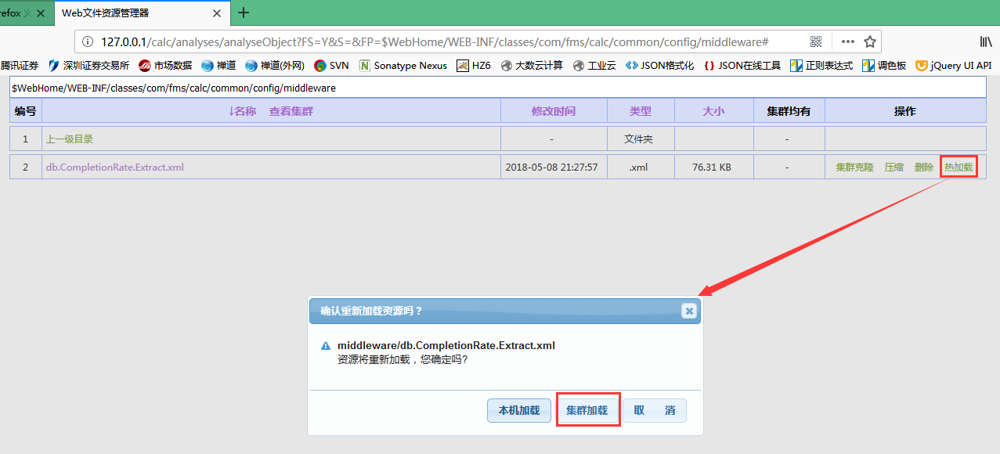 refox 火
Web文件资源管理器
127.0.0.1/calc/analyses/analyseObject?FS=Y&S=&FP=$WebHome/WEB-INF/classes/com/fms/calc/common/config/middleware#
腾讯证券 深圳证券交易所 市场数据 禅道 禅道(外网) SVN Sonatype Nexus HZ6 大数云计算 工业云 JSON格式化 JSON在线工具 正则表达式 调色板 jQuery UI API
$WebHome/WEB-INF/classes/com/fms/calc/common/config/middleware
编号 ↓名称 查看集群 修改时间 类型 大小 集群均有 操作
1 上一级目录 - 文件夹 -
2 db.CompletionRate.Extract.xml 2018-05-08 21:27:57 .xml 76.31 KB - 集群克隆 压缩 删除 热加载
确认重新加载资源吗？
middleware/db.CompletionRate.Extract.xml
资源将重新加载，您确定吗?
本机加载 集群加载 取 消